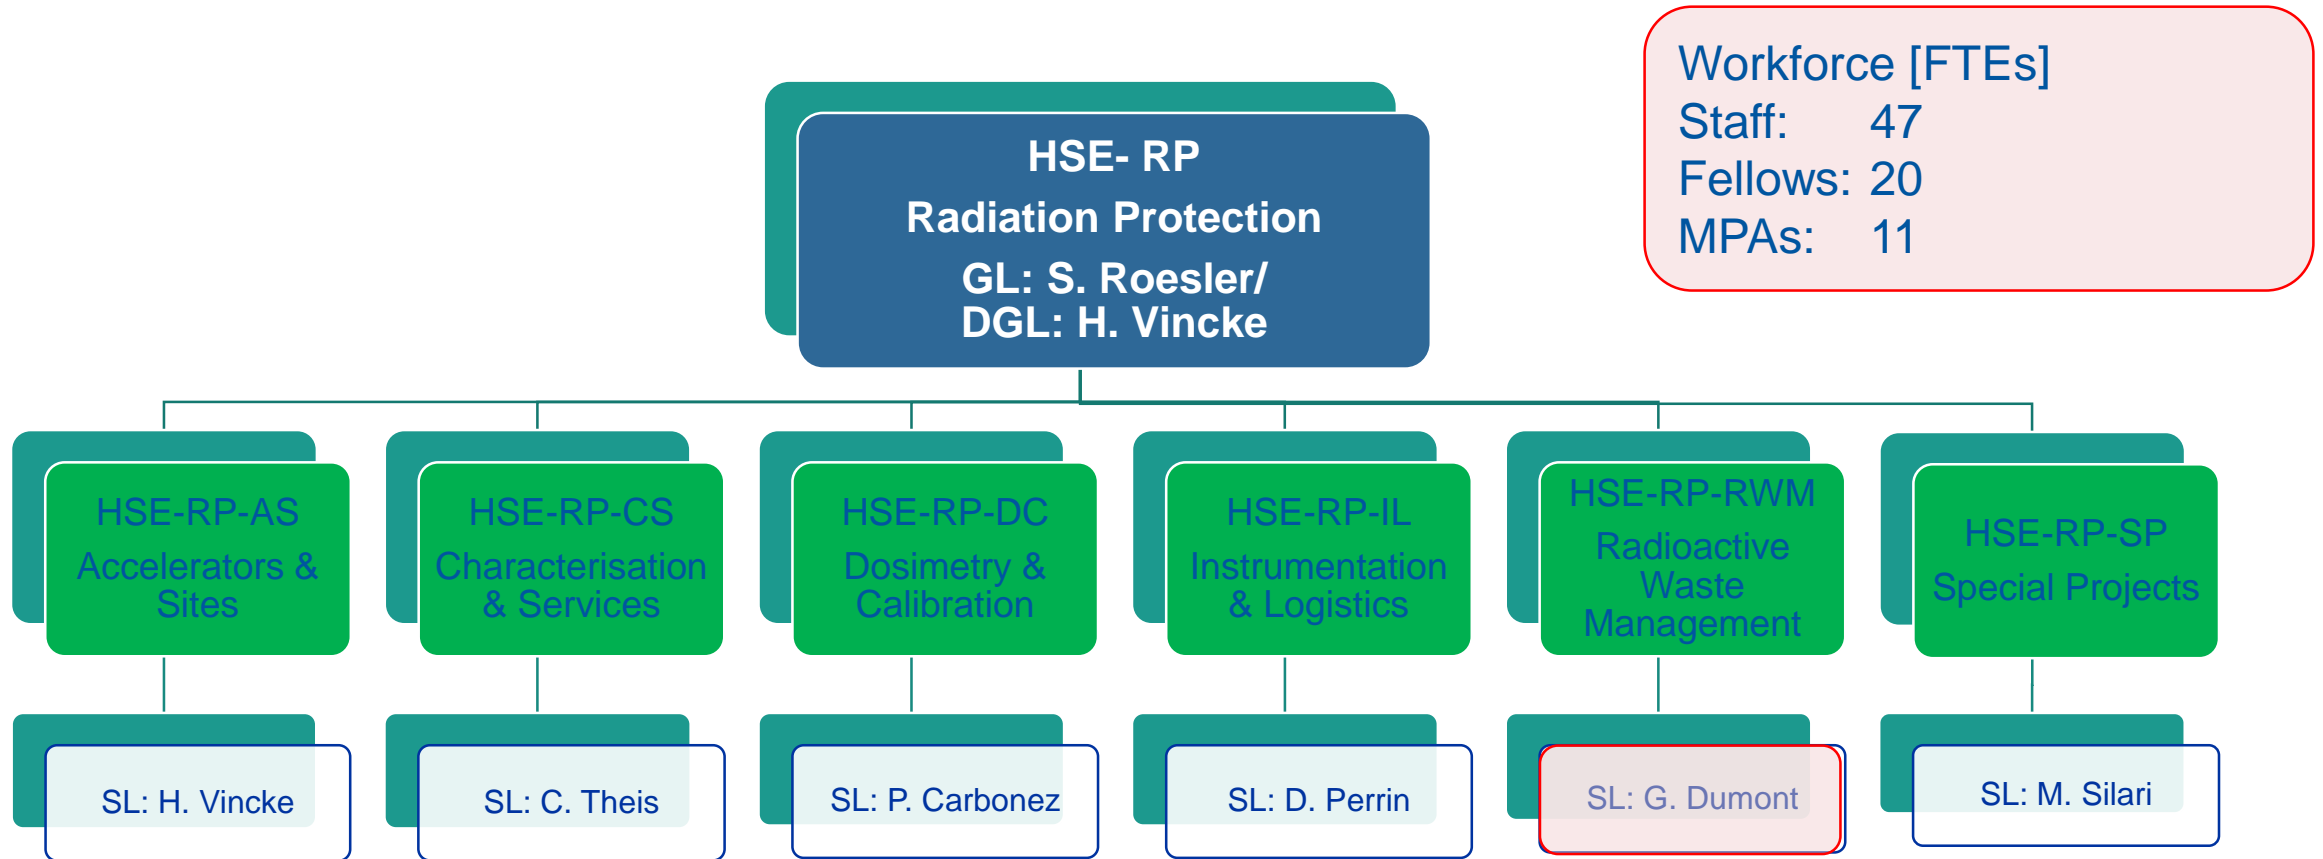 Workforce [FTEs]
Staff: 47
Fellows: 20
MPAs: 11
HSE- RP
Radiation Protection
GL: S. Roesler/
DGL: H. Vincke
HSE-RP-AS
Accelerators &
Sites
HSE-RP-CS
Characterisation
& Services
HSE-RP-DC
Dosimetry &
Calibration
HSE-RP-IL
Instrumentation
& Logistics
HSE-RP-RWM
Radioactive
Waste
Management
HSE-RP-SP
Special Projects
SL: H. Vincke
SL: C. Theis
SL: P. Carbonez
SL: D. Perrin
SL: G. Dumont
SL: M. Silari